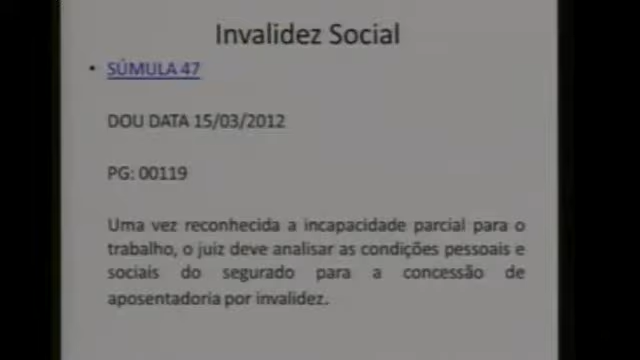 Invalidez Social
• SÚMULA 47
DOU DATA 15/03/2012
PG: 00119
Uma vez reconhecida a incapacidade parcial para o
trabalho, o juiz deve analisar as condições pessoais e
sociais do segurado para a concessão de
aposentadoria por invalidez.